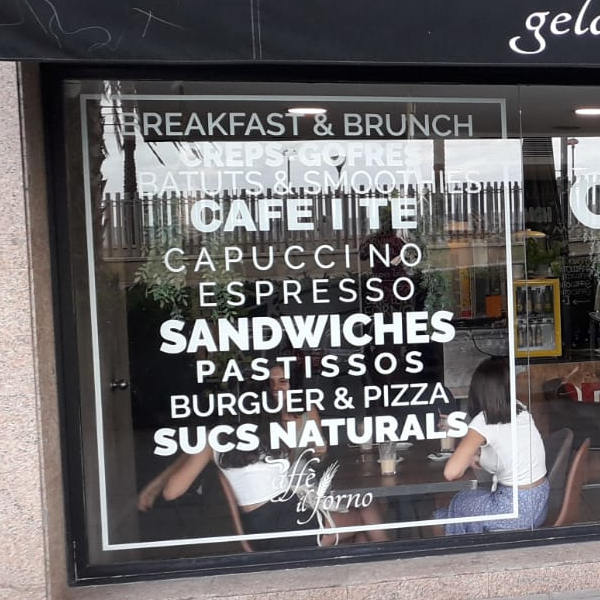 BREAKFAST & BRUNCH
CREPS-GOFRES
BATUTS & SMOOTHIES
CAFE I TE
CAPUCCINO
ESPRESSO
SANDWICHES
PASTISSOS
BURGUER & PIZZA
SUCS NATURALS
Caffè
il forno